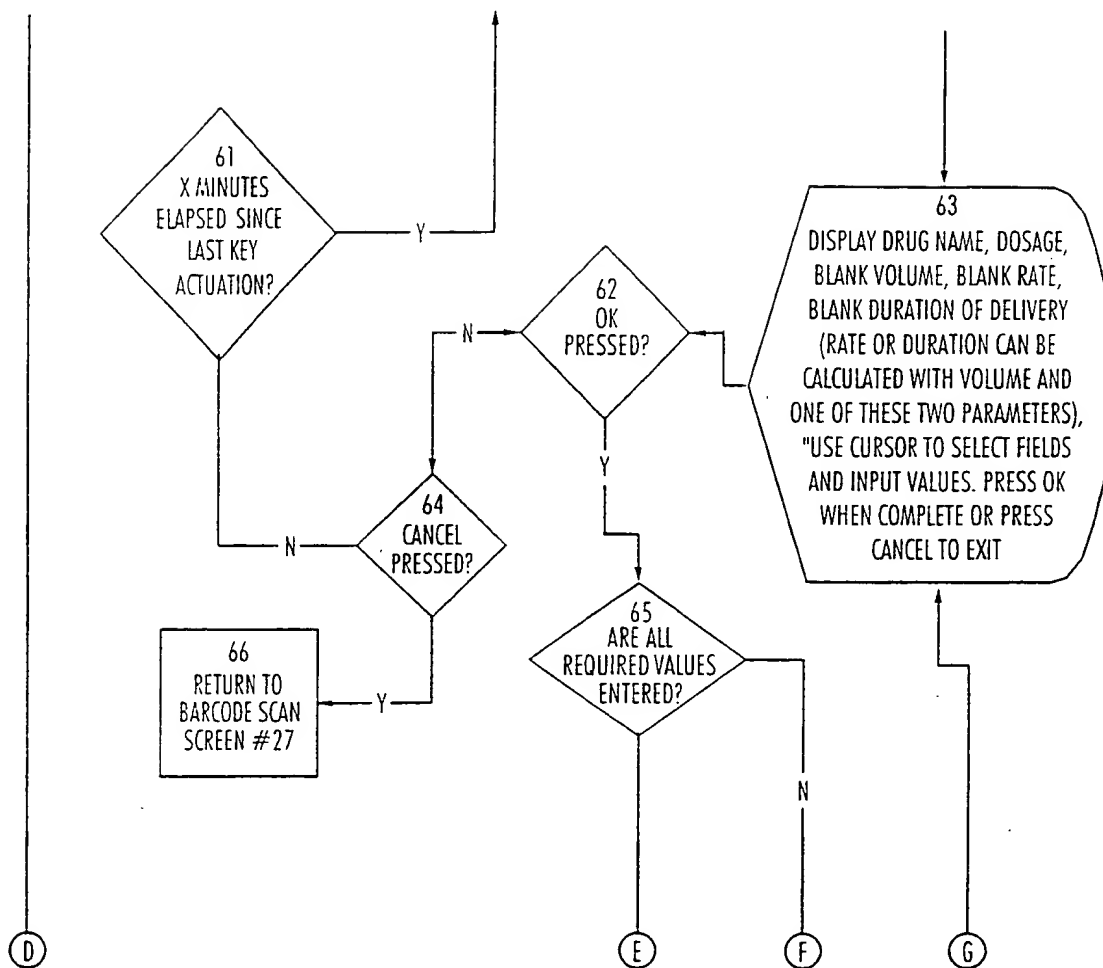 61
X MINUTES
ELAPSED SINCE
LAST KEY
ACTUATION?
Y
62
OK
PRESSED?
N
Y
63
DISPLAY DRUG NAME, DOSAGE,
BLANK VOLUME, BLANK RATE,
BLANK DURATION OF DELIVERY
(RATE OR DURATION CAN BE
CALCULATED WITH VOLUME AND
ONE OF THESE TWO PARAMETERS),
"USE CURSOR TO SELECT FIELDS
AND INPUT VALUES. PRESS OK
WHEN COMPLETE OR PRESS
CANCEL TO EXIT
64
CANCEL
PRESSED?
N
Y
65
ARE ALL
REQUIRED VALUES
ENTERED?
N
66
RETURN TO
BARCODE SCAN
SCREEN #27
D
E
F
G